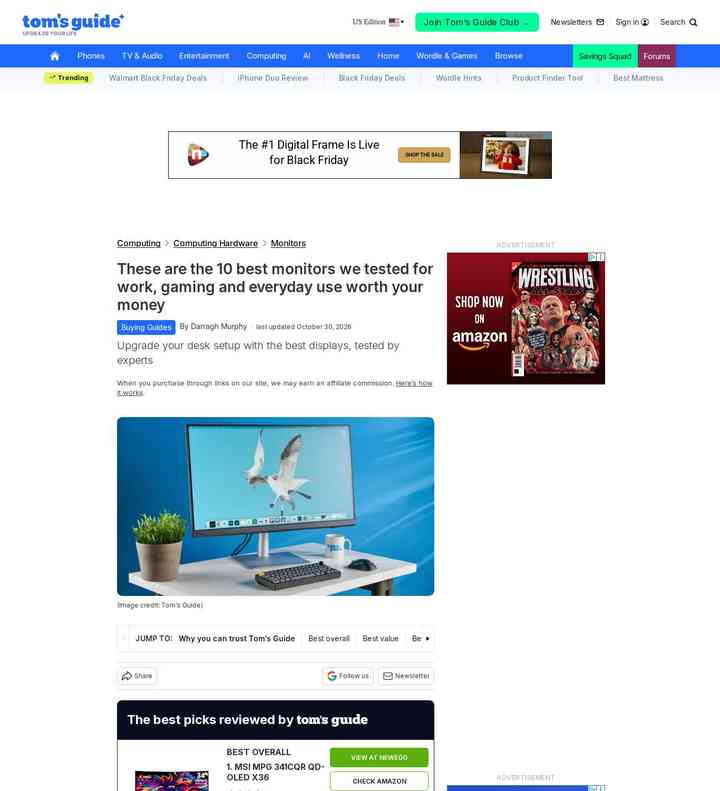 tom's guide
UPGRADE YOUR LIFE
US Edition
Join Tom's Guide Club →
Newsletters
Sign in
Search
Phones
TV & Audio
Entertainment
Computing
AI
Wellness
Home
Wordle & Games
Browse
Savings Squad
Forums
Trending
Walmart Black Friday Deals
iPhone Duo Review
Black Friday Deals
Wordle Hints
Product Finder Tool
Best Mattress
The #1 Digital Frame Is Live
for Black Friday
SHOP THE SALE
Computing
Computing Hardware
Monitors
These are the 10 best monitors we tested for
work, gaming and everyday use worth your
money
Buying Guides
By Darragh Murphy
last updated October 30, 2026
Upgrade your desk setup with the best displays, tested by
experts
When you purchase through links on our site, we may earn an affiliate commission. Here's how
it works.
ADVERTISEMENT
SHOP NOW
ON
amazon
WRESTLING
(Image credit: Tom's Guide)
JUMP TO:
Why you can trust Tom's Guide
Best overall
Best value
Be
Share
Follow us
Newsletter
The best picks reviewed by tom's guide
BEST OVERALL
1. MSI MPG 341CQR QD-
OLED X36
VIEW AT NEWEGG
CHECK AMAZON
ADVERTISEMENT